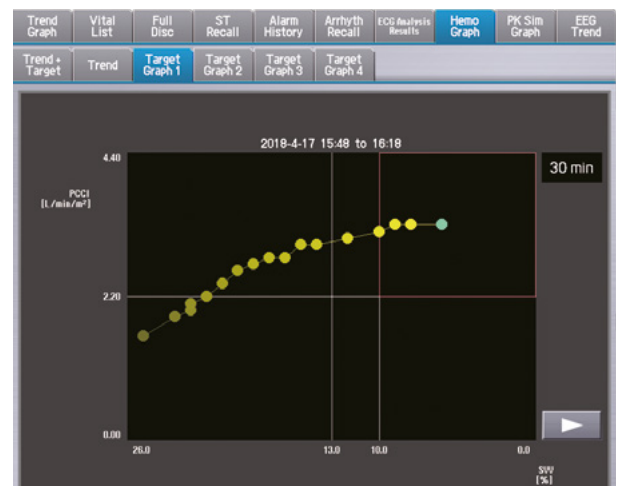 Trend Graph
Vital List
Full Disc
ST Recall
Alarm History
Arrhyth Recall
ECG Analysis Results
Hemo Graph
PK Sim Graph
EEG Trend
Trend + Target
Trend
Target Graph 1
Target Graph 2
Target Graph 3
Target Graph 4
2018-4-17 15:48 to 16:18
4.40
30 min
PCCI
[L/min/m²]
2.20
0.00
26.0 13.0 10.0 0.0
SVV
[%]